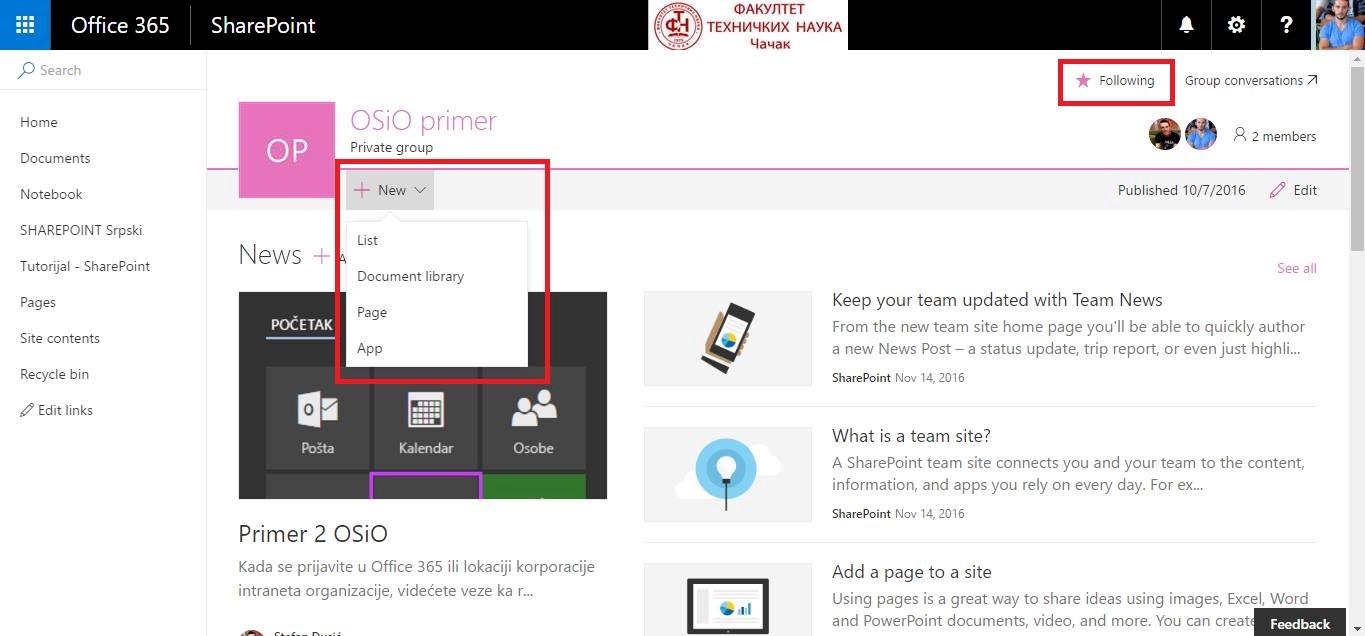 Office 365
SharePoint
ФАКУЛТЕТ
ТЕХНИЧКИХ НАУКА
Чачак
?
Search
Home
Documents
Notebook
SHAREPOINT Srpski
Tutorijal - SharePoint
Pages
Site contents
Recycle bin
Edit links
Following
Group conversations
OP
OSiO primer
Private group
2 members
New
Published 10/7/2016
Edit
List
Document library
Page
App
News
See all
POČETAK
Pošta
Kalendar
Osobe
Primer 2 OSiO
Kada se prijavite u Office 365 ili lokaciji korporacije
intraneta organizacije, videćete veze ka r...
Keep your team updated with Team News
From the new team site home page you'll be able to quickly author
a new News Post – a status update, trip report, or even just highli...
SharePoint Nov 14, 2016
What is a team site?
A SharePoint team site connects you and your team to the content,
information, and apps you rely on every day. For ex...
SharePoint Nov 14, 2016
Add a page to a site
Using pages is a great way to share ideas using images, Excel, Word
and PowerPoint documents, video, and more. You can create
Feedback